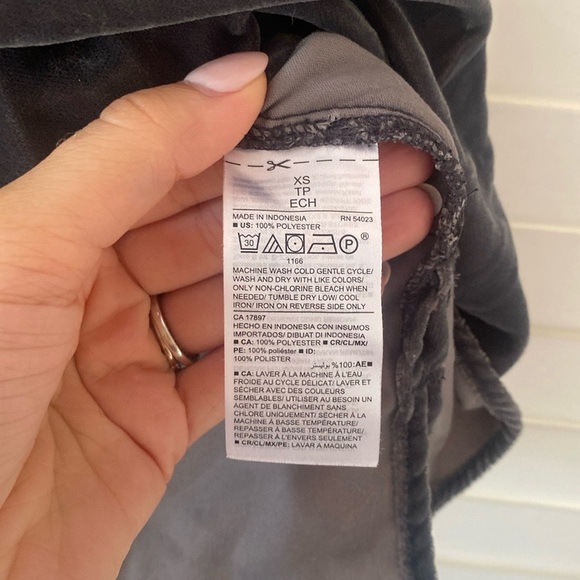 XS
TP
ECH
MADE IN INDONESIA RN 54023
■ US: 100% POLYESTER
30 P ®
1166
MACHINE WASH COLD GENTLE CYCLE/
WASH AND DRY WITH LIKE COLORS/
ONLY NON-CHLORINE BLEACH WHEN
NEEDED/ TUMBLE DRY LOW/ COOL
IRON/ IRON ON REVERSE SIDE ONLY
CA 17897
HECHO EN INDONESIA CON INSUMOS
IMPORTADOS/ DIBUAT DI INDONESIA
■ CA: 100% POLYESTER ■ CR/CL/MX/
PE: 100% poliéster ■ ID:
100% POLISTER
■ AE: 100% بوليستر
■ CA: LAVER À LA MACHINE À L'EAU
FROIDE AU CYCLE DÉLICAT/ LAVER ET
SÉCHER AVEC DES COULEURS
SEMBLABLES/ UTILISER AU BESOIN UN
AGENT DE BLANCHIMENT SANS
CHLORE UNIQUEMENT/ SÉCHER À LA
MACHINE À BASSE TEMPÉRATURE/
REPASSER À BASSE TEMPÉRATURE/
REPASSER À L'ENVERS SEULEMENT
■ CR/CL/MX/PE: LAVAR A MAQUINA